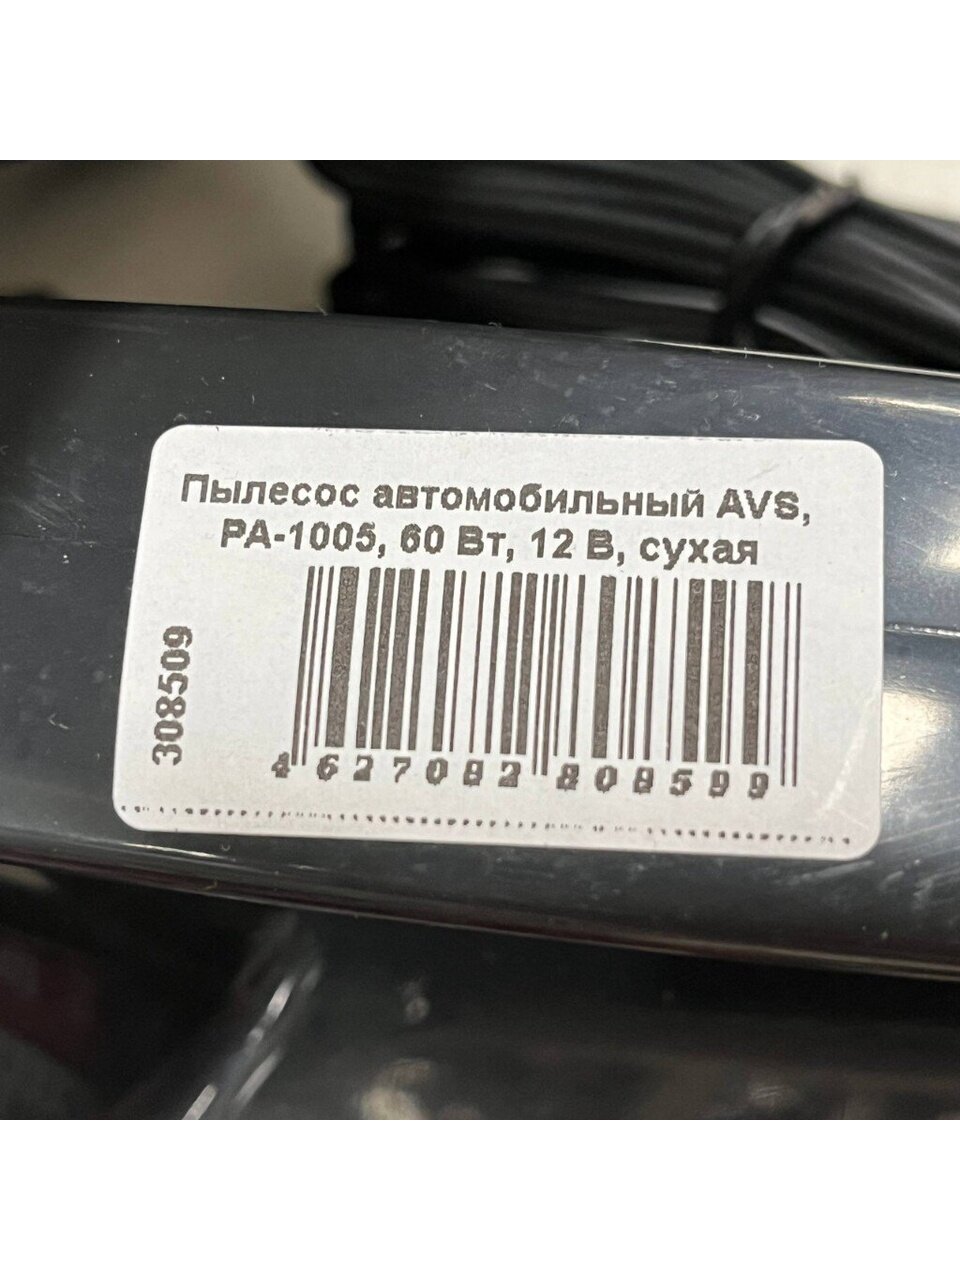 Пылесос автомобильный AVS,
PA-1005, 60 Вт, 12 В, сухая
308509
4 627082 808599